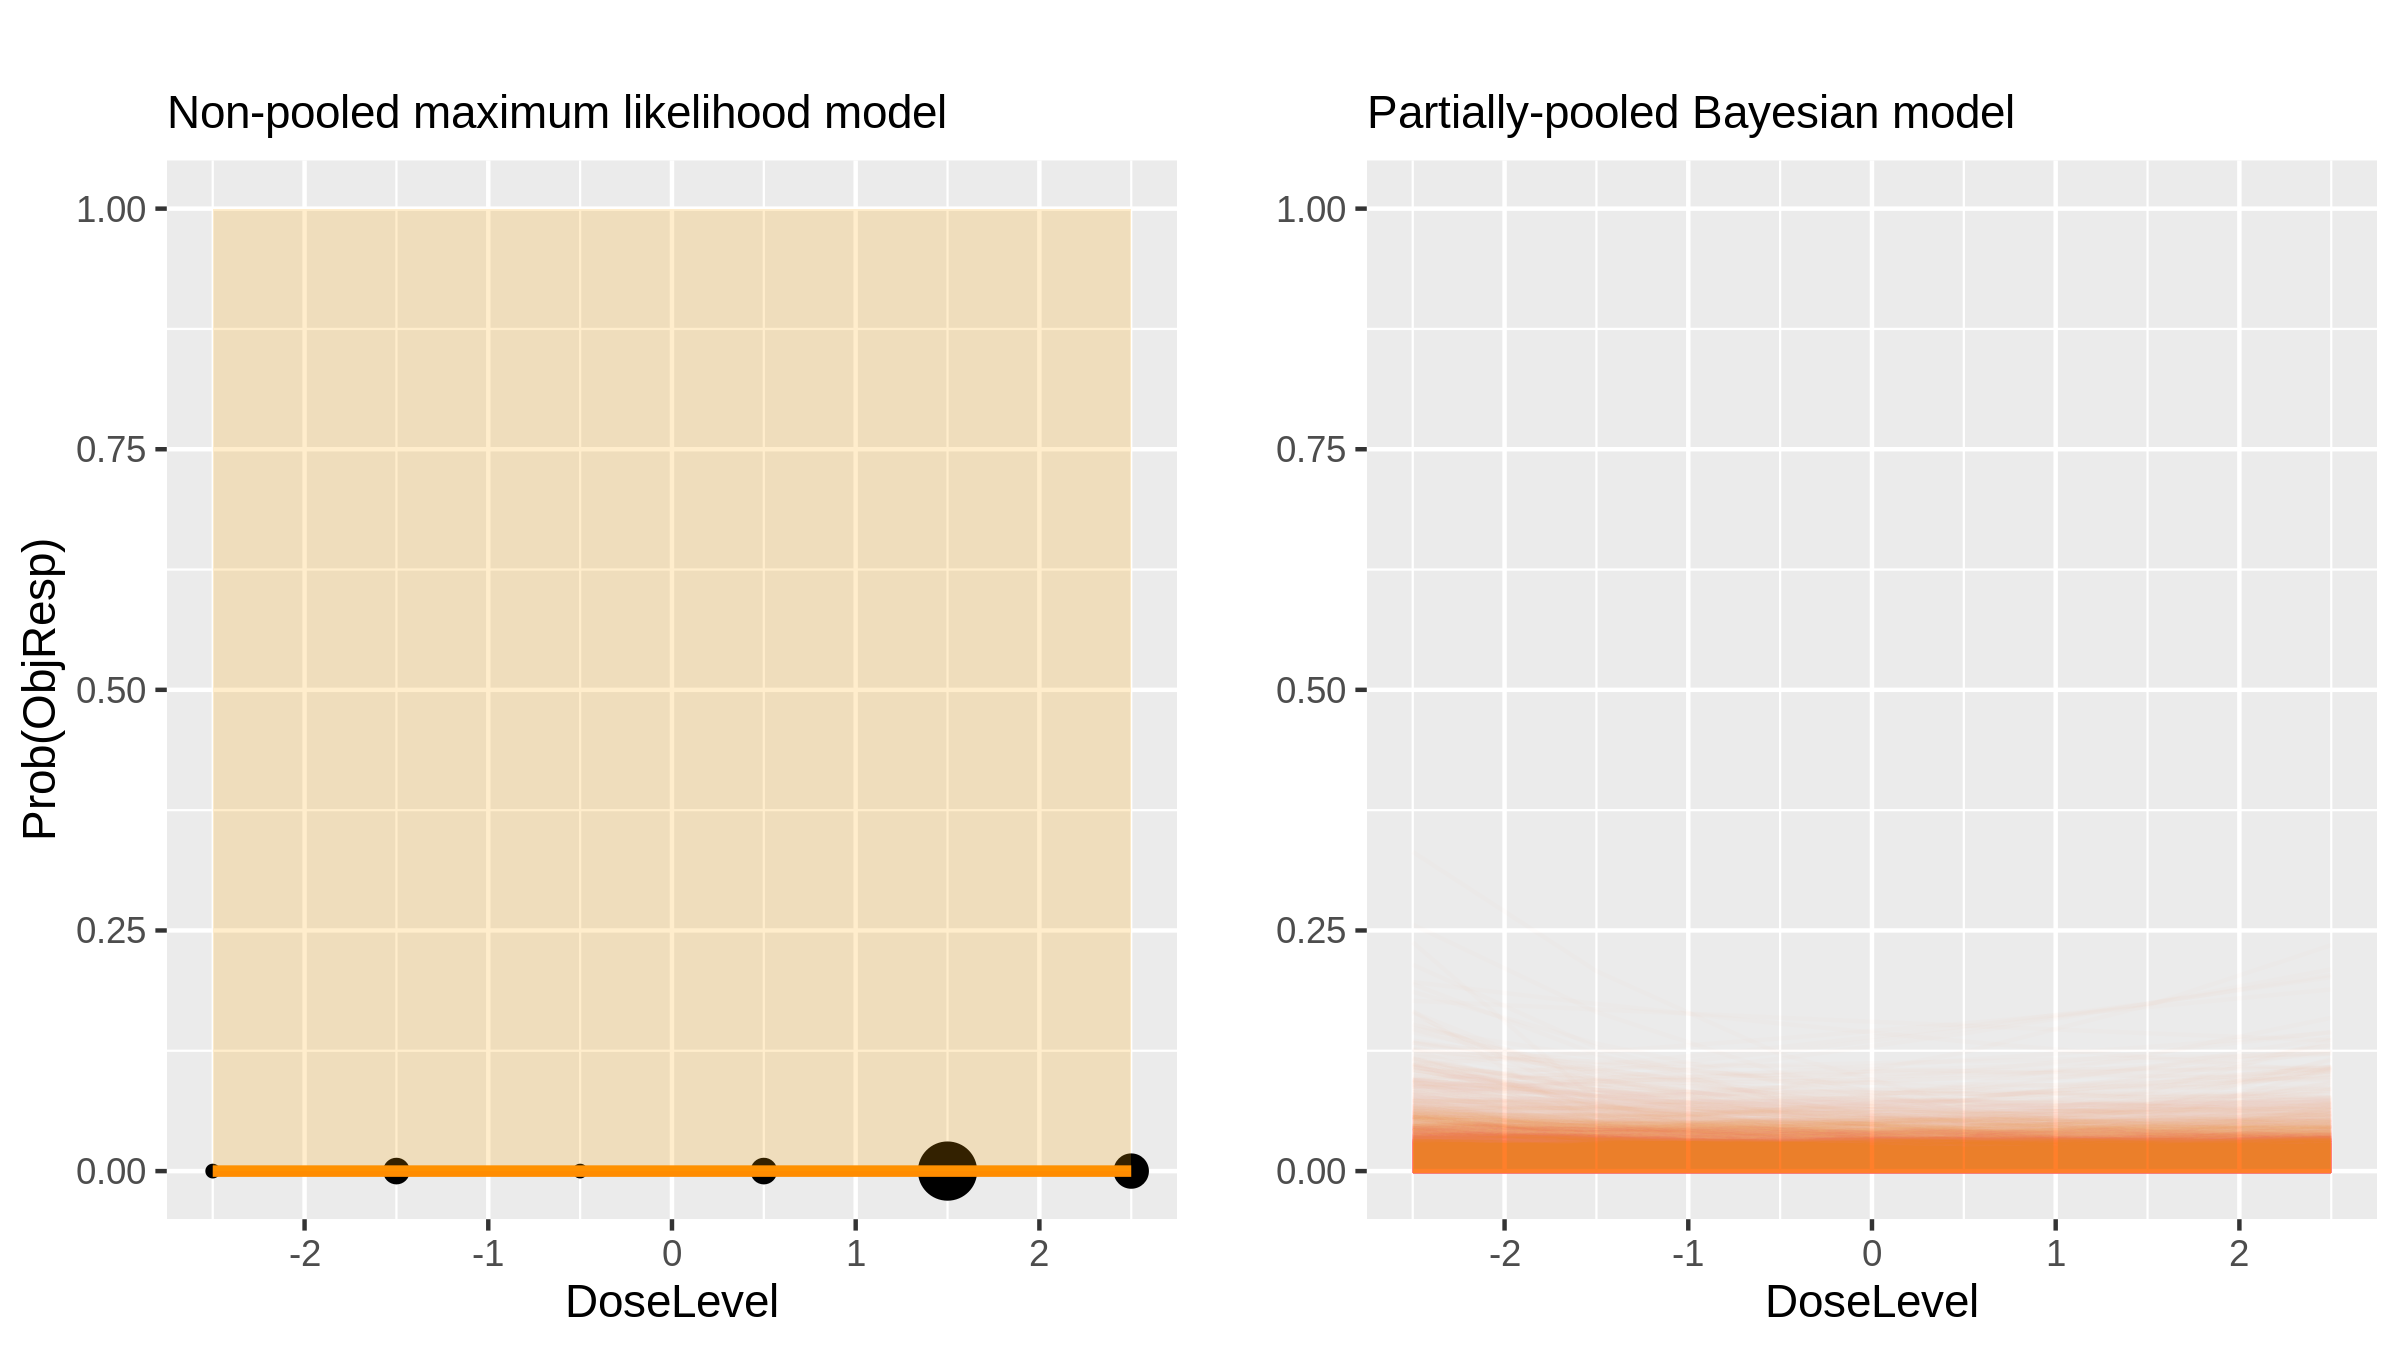 Non-pooled maximum likelihood model
Prob(ObjResp)
1.00
0.75
0.50
0.25
0.00
-2 -1 0 1 2
DoseLevel
Partially-pooled Bayesian model
1.00
0.75
0.50
0.25
0.00
-2 -1 0 1 2
DoseLevel